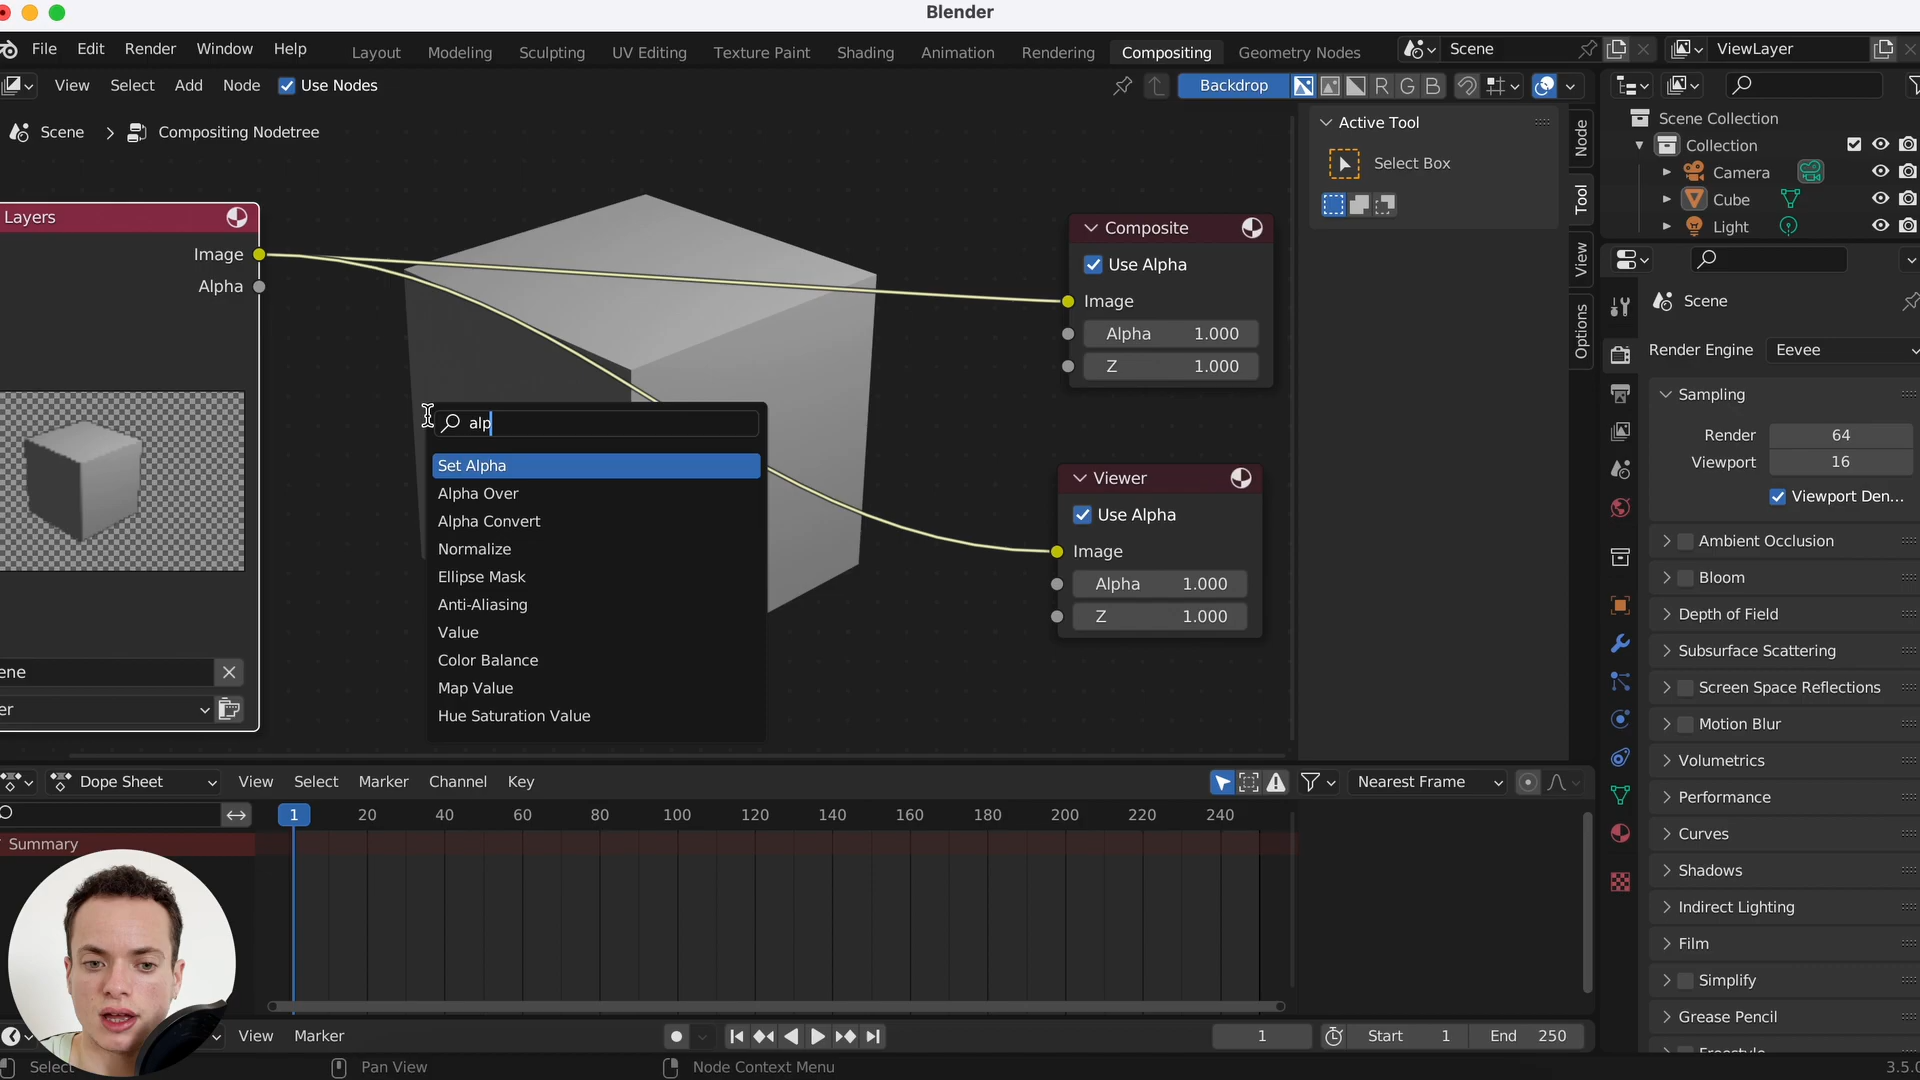 Blender
File Edit Render Window Help
Layout Modeling Sculpting UV Editing Texture Paint Shading Animation Rendering Compositing Geometry Nodes
Scene
ViewLayer
View Select Add Node Use Nodes
Backdrop
R G B
Scene > Compositing Nodetree
Layers
Image
Alpha
ene
er
Composite
Use Alpha
Image
Alpha 1.000
Z 1.000
Viewer
Use Alpha
Image
Alpha 1.000
Z 1.000
alp
Set Alpha
Alpha Over
Alpha Convert
Normalize
Ellipse Mask
Anti-Aliasing
Value
Color Balance
Map Value
Hue Saturation Value
Active Tool
Select Box
Node
Tool
View
Options
Scene Collection
Collection
Camera
Cube
Light
Scene
Render Engine Eevee
Sampling
Render 64
Viewport 16
Viewport Den...
Ambient Occlusion
Bloom
Depth of Field
Subsurface Scattering
Screen Space Reflections
Motion Blur
Volumetrics
Performance
Curves
Shadows
Indirect Lighting
Film
Simplify
Grease Pencil
Freestyle
Dope Sheet View Select Marker Channel Key
Nearest Frame
1 20 40 60 80 100 120 140 160 180 200 220 240
Summary
View Marker
1 Start 1 End 250
Select Pan View Node Context Menu
3.5.0